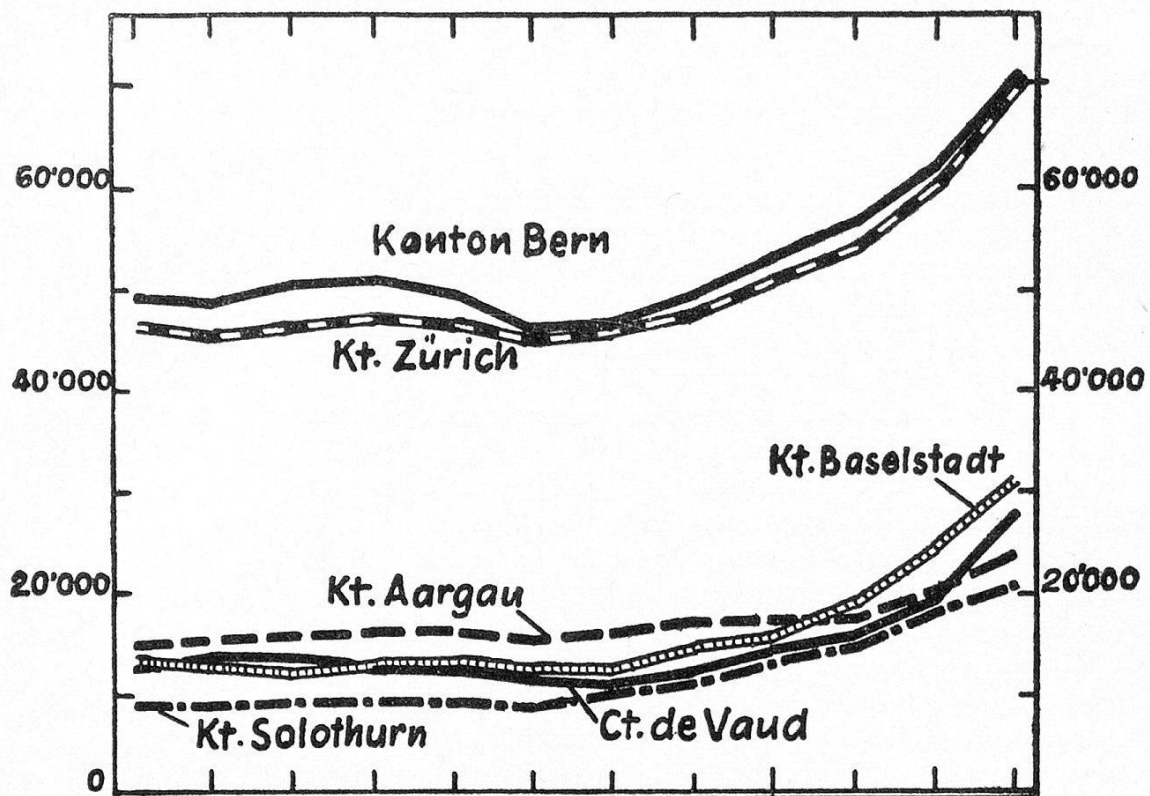 60'000 60'000
Kanton Bern
Kt. Zürich
40'000 40'000
Kt. Baselstadt
20'000 20'000
Kt. Aargau
Kt. Solothurn
Ct. de Vaud
0